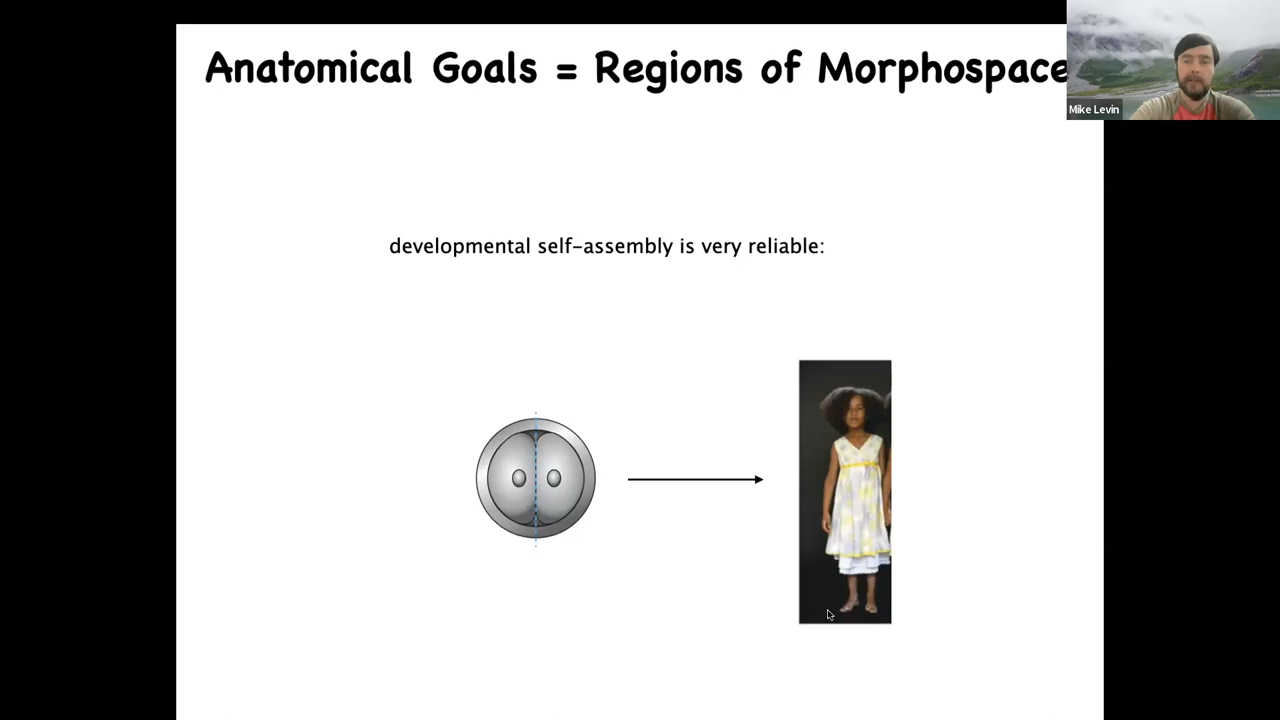 Anatomical Goals = Regions of Morphospace
Mike Levin
developmental self-assembly is very reliable: